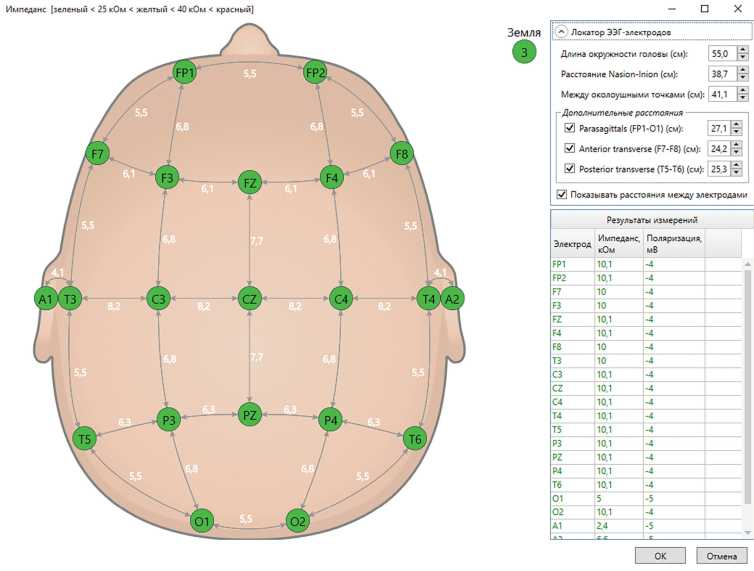 Импеданс [зеленый < 25 кОм < желтый < 40 кОм < красный]
Земля
З
FP1
5,5
FP2
5,5
5,5
6,8
6,8
F7
F8
6,1
6,1
F3
6,1
FZ
6,1
F4
5,5
6,8
7,7
6,8
5,5
4,1
4,1
A1
T3
8,2
C3
8,2
CZ
8,2
C4
8,2
T4
A2
5,5
6,8
7,7
6,8
5,5
6,3
P3
6,3
PZ
6,3
P4
6,3
T5
T6
5,5
6,8
6,8
5,5
O1
5,5
O2
Локатор ЭЭГ-электродов
Длина окружности головы (см): 55,0
Расстояние Nasion-Inion (см): 38,7
Между околоушными точками (см): 41,1
Дополнительные расстояния
Parasagittals (FP1-O1) (см): 27,1
Anterior transverse (F7-F8) (см): 24,2
Posterior transverse (T5-T6) (см): 25,3
Показывать расстояния между электродами
Результаты измерений
Электрод Импеданс, кОм Поляризация, мВ
FP1 10,1 -4
FP2 10,1 -4
F7 10 -4
F3 10 -4
FZ 10,1 -4
F4 10,1 -4
F8 10 -4
T3 10 -4
C3 10,1 -4
CZ 10,1 -4
C4 10,1 -4
T4 10,1 -4
T5 10,1 -4
P3 10,1 -4
PZ 10,1 -4
P4 10,1 -4
T6 10,1 -4
O1 5 -5
O2 10,1 -4
A1 2,4 -5
OK
Отмена